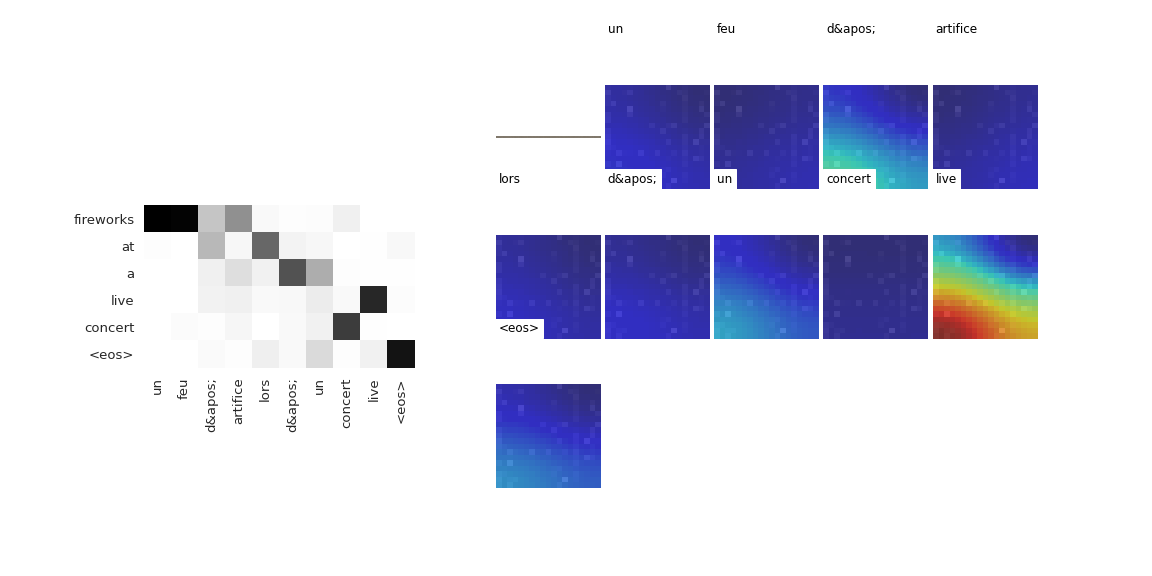 un feu d&apos; artifice
lors d&apos; un concert live
<eos>
fireworks
at
a
live
concert
<eos>
un feu d&apos; artifice lors d&apos; un concert live <eos>